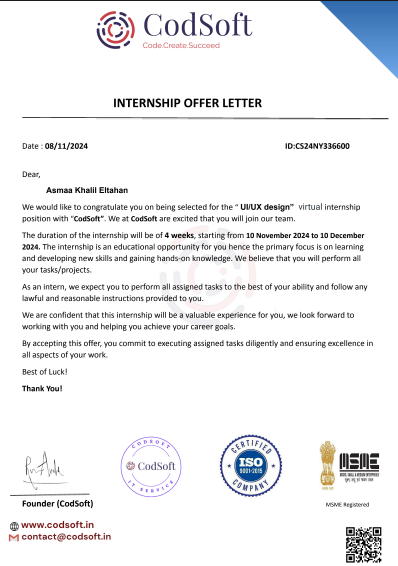 CodSoft
Code.Create.Succeed
INTERNSHIP OFFER LETTER
Date : 08/11/2024
ID:CS24NY336600
Dear,
Asmaa Khalil Eltahan
We would like to congratulate you on being selected for the “ UI/UX design” virtual internship
position with “CodSoft”. We at CodSoft are excited that you will join our team.
The duration of the internship will be of 4 weeks, starting from 10 November 2024 to 10 December
2024. The internship is an educational opportunity for you hence the primary focus is on learning
and developing new skills and gaining hands-on knowledge. We believe that you will perform all
your tasks/projects.
As an intern, we expect you to perform all assigned tasks to the best of your ability and follow any
lawful and reasonable instructions provided to you.
We are confident that this internship will be a valuable experience for you, we look forward to
working with you and helping you achieve your career goals.
By accepting this offer, you commit to executing assigned tasks diligently and ensuring excellence in
all aspects of your work.
Best of Luck!
Thank You!
CODSOFT
CodSoft
IT SERVICE
CERTIFIED
ISO
9001-2015
COMPANY
MSME
MICRO, SMALL & MEDIUM ENTERPRISES
Founder (CodSoft)
MSME Registered
www.codsoft.in
contact@codsoft.in